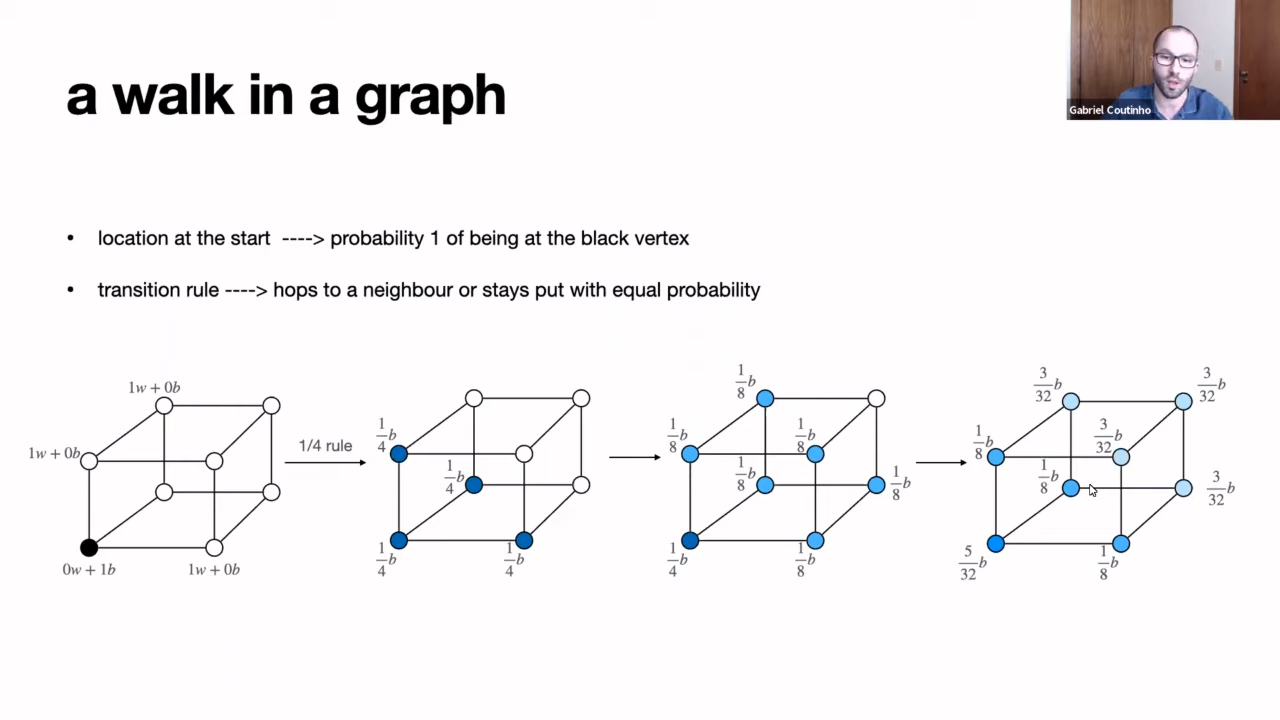 a walk in a graph
Gabriel Coutinho
• location at the start ----> probability 1 of being at the black vertex
• transition rule ----> hops to a neighbour or stays put with equal probability
1w + 0b
1w + 0b
0w + 1b
1w + 0b
1/4 rule
1/4 b
1/4 b
1/4 b
1/4 b
1/8 b
1/8 b
1/8 b
1/8 b
1/8 b
1/4 b
1/8 b
3/32 b
3/32 b
1/8 b
3/32 b
1/8 b
3/32 b
5/32 b
1/8 b